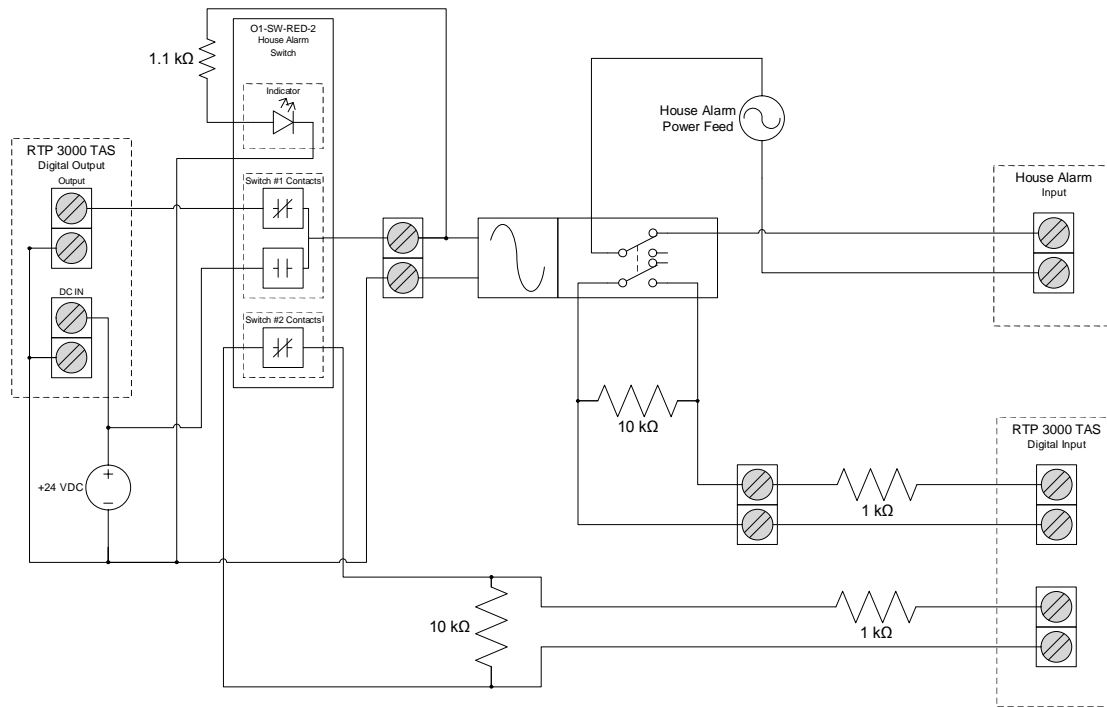 O1-SW-RED-2
House Alarm
Switch
1.1 kΩ
Indicator
House Alarm
Power Feed
RTP 3000 TAS
Digital Output
Output
Switch #1 Contacts
House Alarm
Input
DC IN
Switch #2 Contacts
10 kΩ
RTP 3000 TAS
Digital Input
+
+24 VDC
−
1 kΩ
10 kΩ
1 kΩ